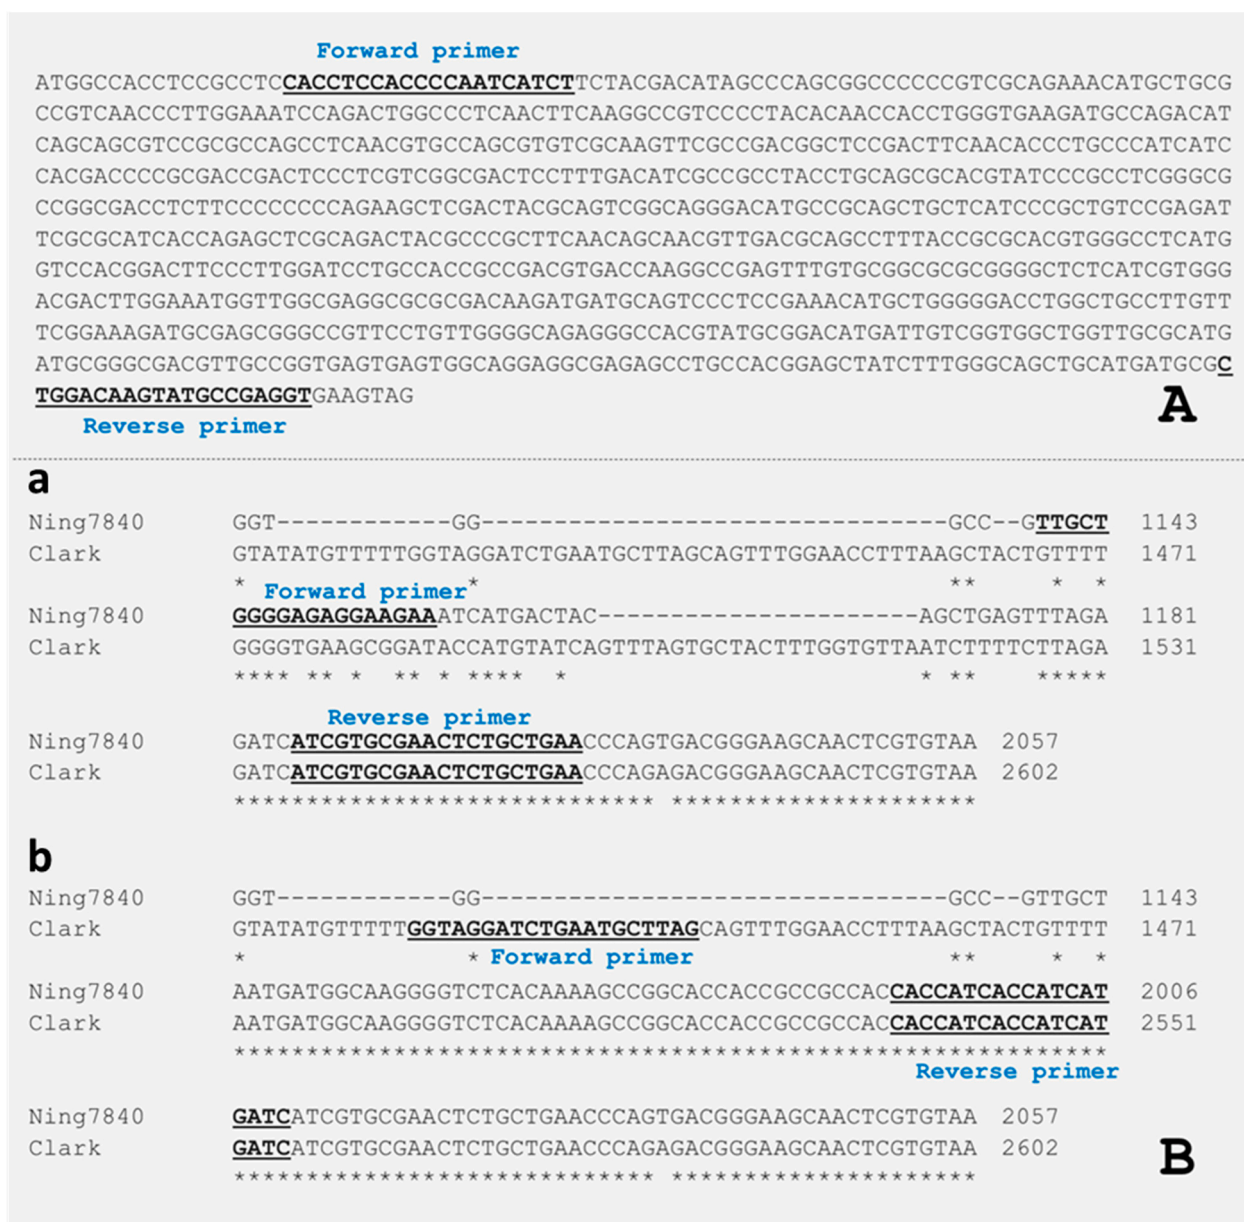 Forward primer
ATGGCCACCTCCGCCTCCACCTCCACCCCAATCATCTTCTACGACATAGCCCAGCGGCCCCCCGTCGCAGAAACATGCTGCG
CCGTCAACCCTTGGAAATCCAGACTGGCCCTCAACTTCAAGGCCGTCCCCTACACAACCACCTGGGTGAAGATGCCAGACAT
CAGCAGCGTCCGCGCCAGCCTCAACGTGCCAGCGTGTCGCAAGTTCGCCGACGGCTCCGACTTCAACACCCTGCCCATCATC
CACGACCCCGCGACCGACTCCCTCGTCGGCGACTCCTTTGACATCGCCGCCTACCTGCAGCGCACGTATCCCGCCTCGGGCG
CCGGCGACCTCTTCCCCCCCCAGAAGCTCGACTACGCAGTCGGCAGGGACATGCCGCAGCTGCTCATCCCGCTGTCCGAGAT
TCGCGCATCACCAGAGCTCGCAGACTACGCCCGCTTCAACAGCAACGTTGACGCAGCCTTTACCGCGCACGTGGGCCTCATG
GTCCACGGACTTCCCTTGGATCCTGCCACCGCCGACGTGACCAAGGCCGAGTTTGTGCGGCGCGCGGGGCTCTCATCGTGGG
ACGACTTGGAAATGGTTGGCGAGGCGCGCGACAAGATGATGCAGTCCCTCCGAAACATGCTGGGGGACCTGGCTGCCTTGTT
TCGGAAAGATGCGAGCGGGCCGTTCCTGTTGGGGCAGAGGGCCACGTATGCGGACATGATTGTCGGTGGCTGGTTGCGCATG
ATGCGGGCGACGTTGCCGGTGAGTGAGTGGCAGGAGGCGAGAGCCTGCCACGGAGCTATCTTTGGGCAGCTGCATGATGCGC
TGGACAAGTATGCCGAGGTGAAGTAG
A
Reverse primer
a
Ning7840 GGT------------GG--------------------------------GCC--GTTGCT 1143
Clark GTATATGTTTTTGGTAGGATCTGAATGCTTAGCAGTTTGGAACCTTTAAGCTACTGTTTT 1471
* * ** * *
Forward primer
Ning7840 GGGGAGAGGAAGAAATCATGACTAC----------------------AGCTGAGTTTAGA 1181
Clark GGGGTGAAGCGGATACCATGTATCAGTTTAGTGCTACTTTGGTGTTAATCTTTTCTTAGA 1531
**** ** * ** * **** * * ** *****
Reverse primer
Ning7840 GATCATCGTGCGAACTCTGCTGAACCCAGTGACGGGAAGCAACTCGTGTAA 2057
Clark GATCATCGTGCGAACTCTGCTGAACCCAGAGACGGGAAGCAACTCGTGTAA 2602
***************************** *********************
b
Ning7840 GGT------------GG--------------------------------GCC--GTTGCT 1143
Clark GTATATGTTTTTGGTAGGATCTGAATGCTTAGCAGTTTGGAACCTTTAAGCTACTGTTTT 1471
* * Forward primer ** * *
Ning7840 AATGATGGCAAGGGGTCTCACAAAAGCCGGCACCACCGCCGCCACCACCATCACCATCAT 2006
Clark AATGATGGCAAGGGGTCTCACAAAAGCCGGCACCACCGCCGCCACCACCATCACCATCAT 2551
************************************************************
Reverse primer
Ning7840 GATCATCGTGCGAACTCTGCTGAACCCAGTGACGGGAAGCAACTCGTGTAA 2057
Clark GATCATCGTGCGAACTCTGCTGAACCCAGAGACGGGAAGCAACTCGTGTAA 2602
***************************** *********************
B